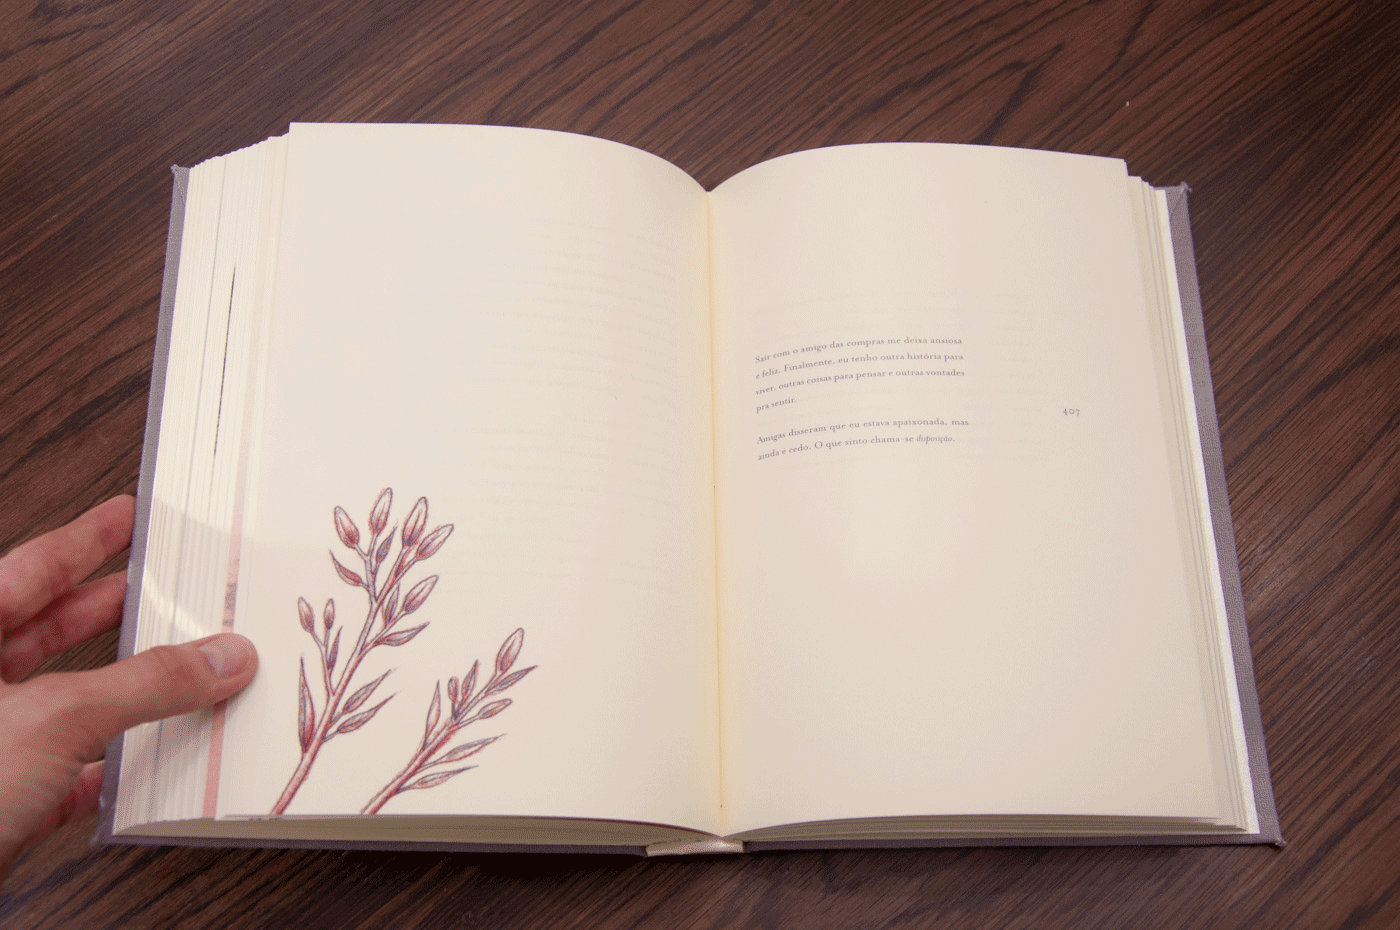 Sair com o amigo das compras me deixa ansiosa
e feliz. Finalmente, eu tenho outra história para
viver, outras coisas para pensar e outras vontades
pra sentir.
407
Amigas disseram que eu estava apaixonada, mas
ainda é cedo. O que sinto chama-se disposição.